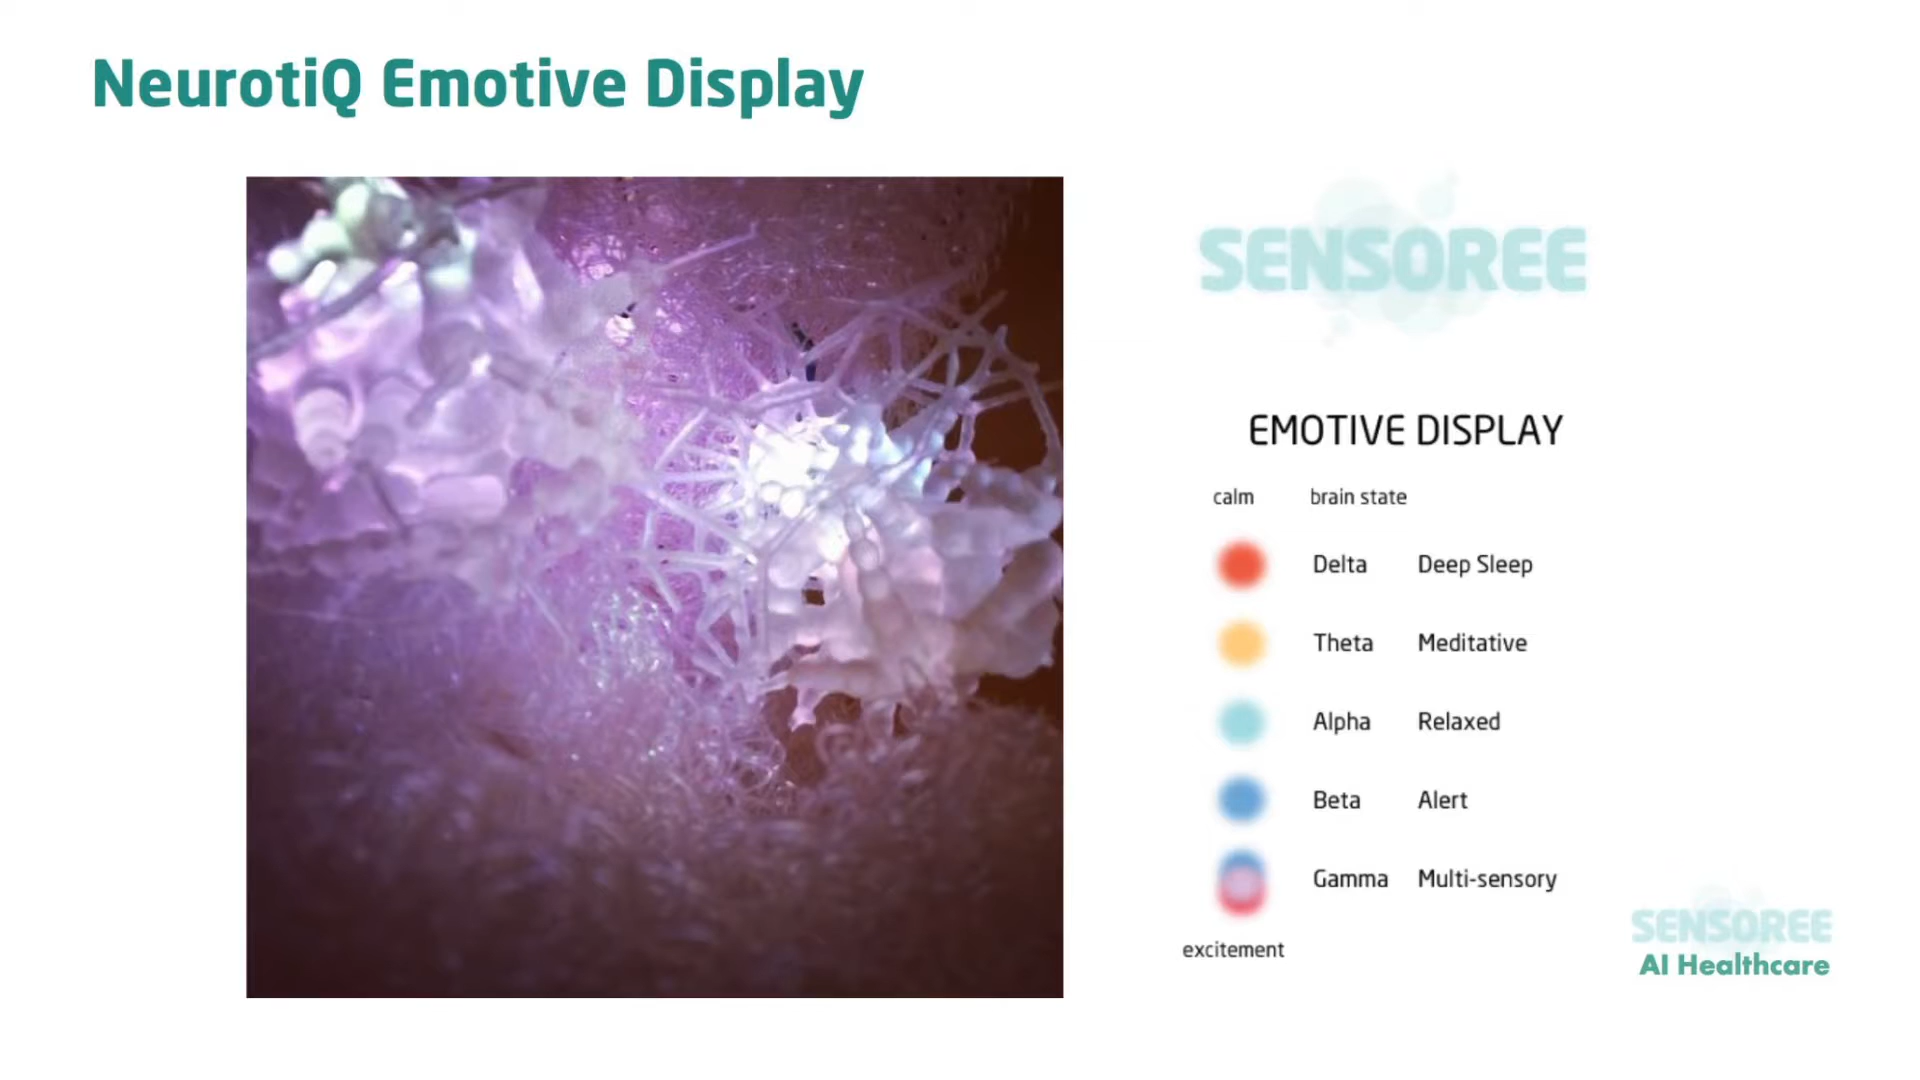 NeurotiQ Emotive Display
SENSOREE
EMOTIVE DISPLAY
calm brain state
Delta Deep Sleep
Theta Meditative
Alpha Relaxed
Beta Alert
Gamma Multi-sensory
excitement
SENSOREE
AI Healthcare